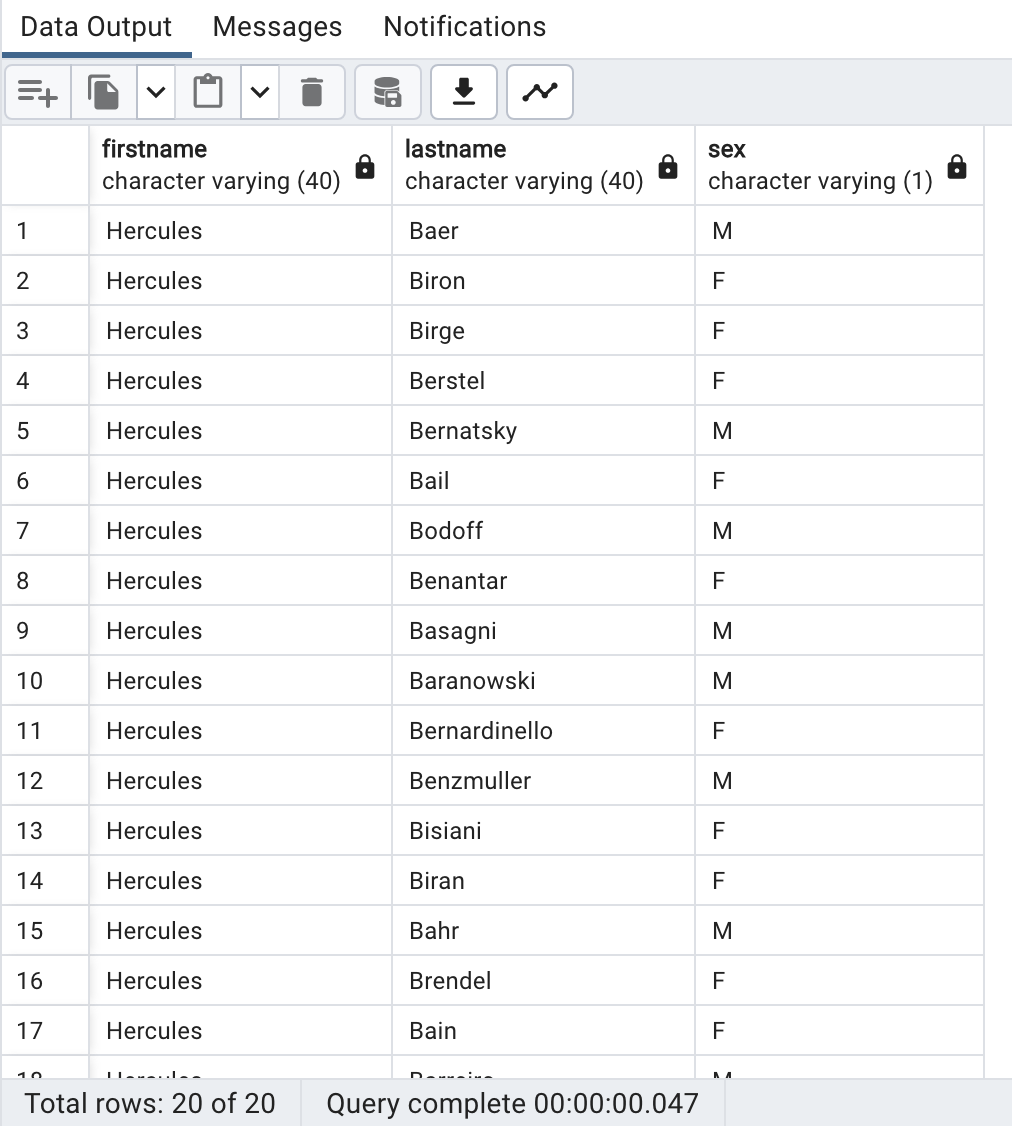 Data Output Messages Notifications
firstname lastname sex
character varying (40) character varying (40) character varying (1)
1 Hercules Baer M
2 Hercules Biron F
3 Hercules Birge F
4 Hercules Berstel F
5 Hercules Bernatsky M
6 Hercules Bail F
7 Hercules Bodoff M
8 Hercules Benantar F
9 Hercules Basagni M
10 Hercules Baranowski M
11 Hercules Bernardinello F
12 Hercules Benzmuller M
13 Hercules Bisiani F
14 Hercules Biran F
15 Hercules Bahr M
16 Hercules Brendel F
17 Hercules Bain F
18 Hercules M
Total rows: 20 of 20 Query complete 00:00:00.047